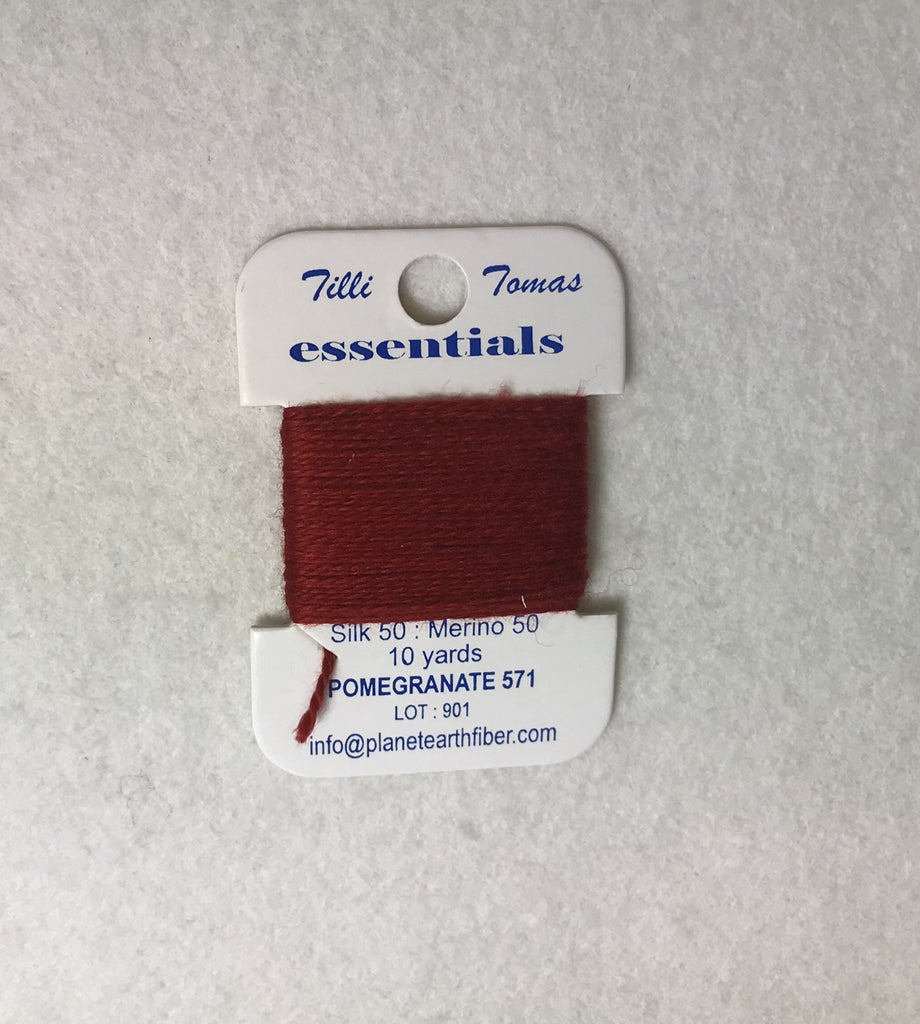 Tilli Tomas
essentials
Silk 50 : Merino 50
10 yards
POMEGRANATE 571
LOT : 901
info@planetearthfiber.com